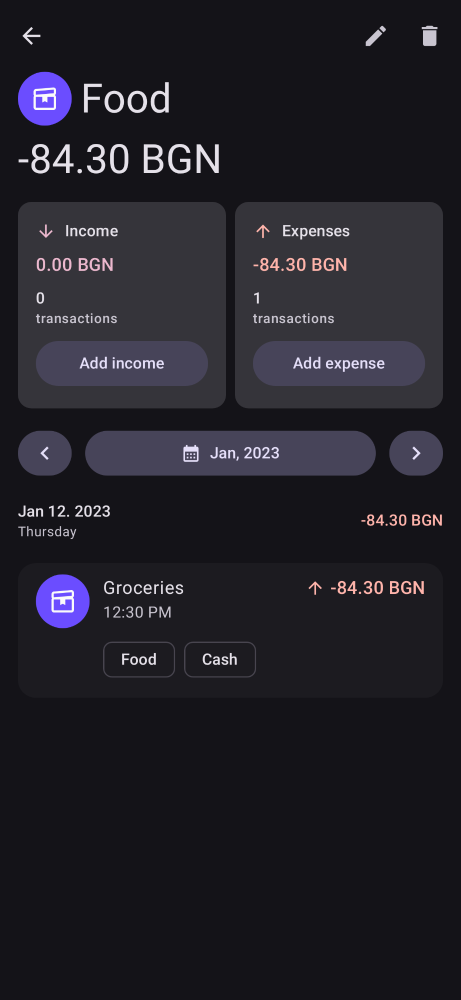 Food
-84.30 BGN
Income
0.00 BGN
0
transactions
Add income
Expenses
-84.30 BGN
1
transactions
Add expense
Jan, 2023
Jan 12. 2023
Thursday
-84.30 BGN
Groceries
-84.30 BGN
12:30 PM
Food
Cash